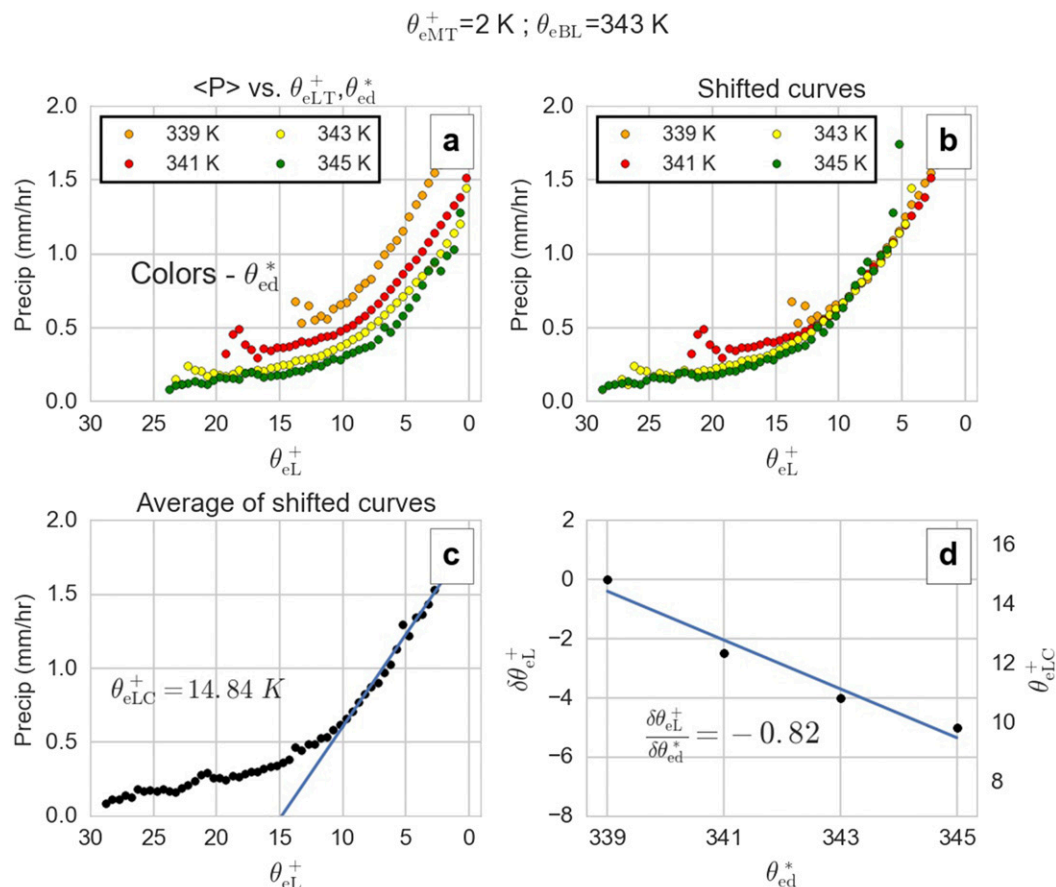 θ⁺eMT=2 K ; θeBL=343 K
<P> vs. θ⁺eLT,θ*ed
Shifted curves
2.0
1.5
1.0
0.5
0.0
Precip (mm/hr)
339 K
343 K
341 K
345 K
a
Colors - θ*ed
30 25 20 15 10 5 0
θ⁺eL
2.0
1.5
1.0
0.5
0.0
Precip (mm/hr)
339 K
343 K
341 K
345 K
b
30 25 20 15 10 5 0
θ⁺eL
Average of shifted curves
2.0
1.5
1.0
0.5
0.0
Precip (mm/hr)
c
θ⁺eLC = 14.84 K
30 25 20 15 10 5 0
θ⁺eL
2
0
−2
−4
−6
−8
δθ⁺eL
d
δθ⁺eL / δθ*ed = − 0.82
16
14
12
10
8
θ⁺eLC
339 341 343 345
θ*ed